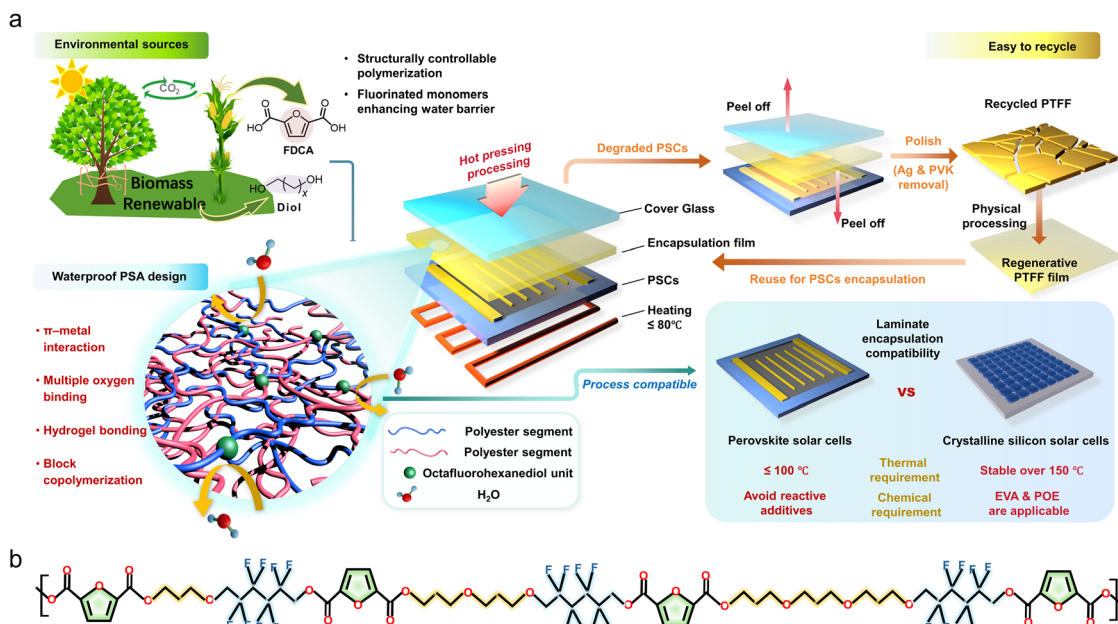 a
Environmental sources
CO2
Biomass
Renewable
• Structurally controllable
polymerization
• Fluorinated monomers
enhancing water barrier
O
O
O
HO
OH
FDCA
HO
OH
x
Diol
Hot pressing
processing
Degraded PSCs
Cover Glass
Encapsulation film
PSCs
Heating
≤ 80℃
Easy to recycle
Peel off
Peel off
Polish
(Ag & PVK
removal)
Recycled PTFF
Physical
processing
Regenerative
PTFF film
Reuse for PSCs encapsulation
Waterproof PSA design
• π–metal
interaction
• Multiple oxygen
binding
• Hydrogel bonding
• Block
copolymerization
Process compatible
Polyester segment
Polyester segment
Octafluorohexanediol unit
H2O
Laminate
encapsulation
compatibility
VS
Perovskite solar cells
Crystalline silicon solar cells
≤ 100 ℃
Thermal
requirement
Stable over 150 ℃
Avoid reactive
additives
Chemical
requirement
EVA & POE
are applicable
b
F F F F F F F F F F F F
O O O O O O
O O O O O O O O O O O O
O O O O